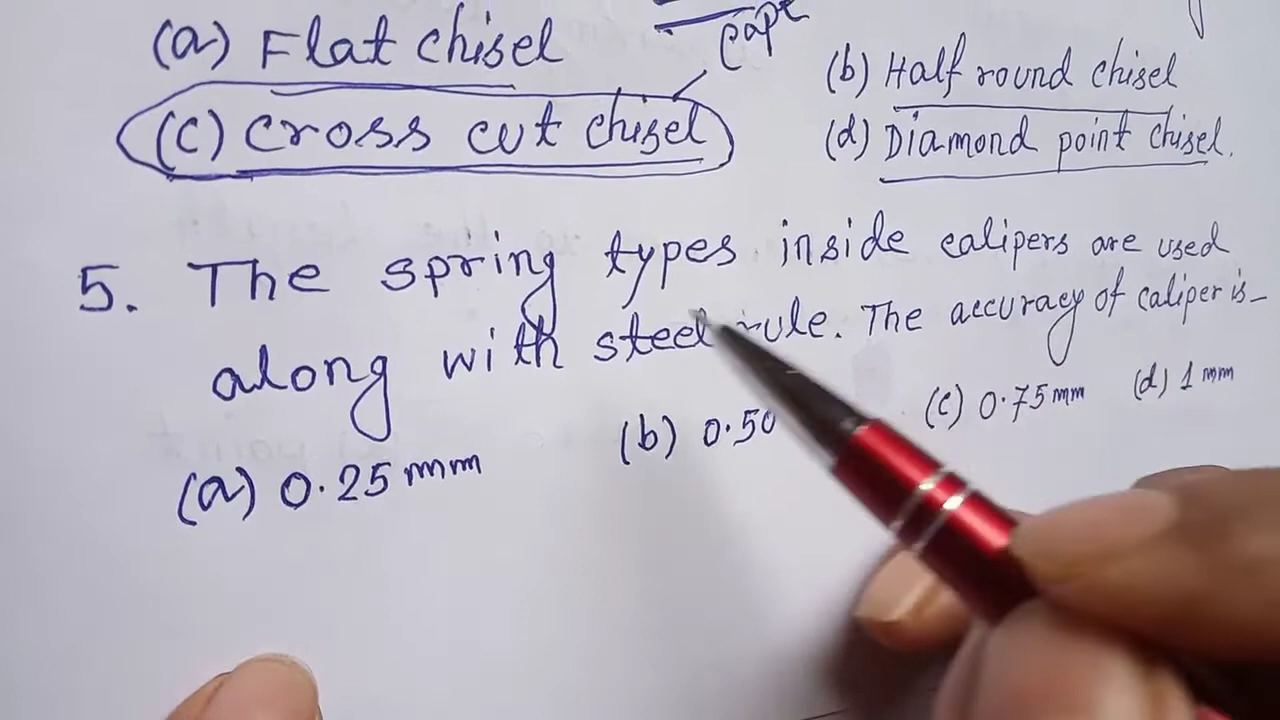 cape
(a) Flat chisel
(b) Half round chisel
(c) cross cut chisel
(d) Diamond point chisel.
5. The spring types inside calipers are used
along with steel rule. The accuracy of caliper is-
(a) 0.25 mm
(b) 0.50
(c) 0.75 mm
(d) 1 mm